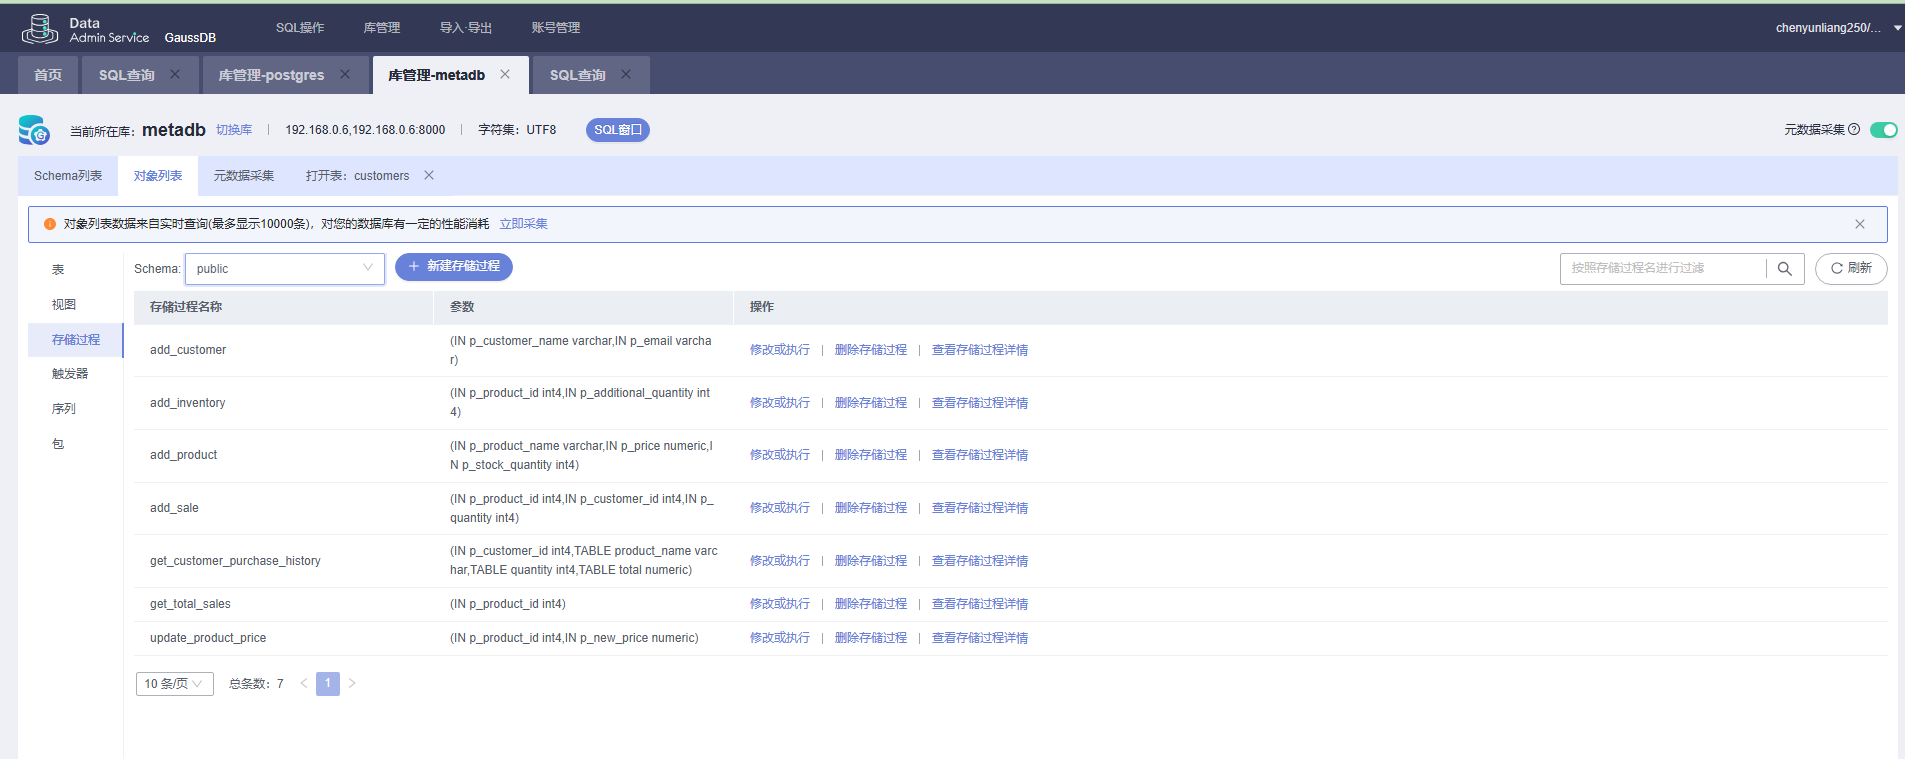 Data
Admin Service GaussDB SQL操作 库管理 导入·导出 账号管理 chenyunliang250/...
首页 SQL查询 库管理-postgres 库管理-metadb SQL查询
当前所在库: metadb 切换库 | 192.168.0.6,192.168.0.6:8000 | 字符集: UTF8 SQL窗口 元数据采集
Schema列表 对象列表 元数据采集 打开表: customers
对象列表数据来自实时查询(最多显示10000条)，对您的数据库有一定的性能消耗 立即采集
表
视图
存储过程
触发器
序列
包
Schema: public + 新建存储过程 按照存储过程名进行过滤 刷新
存储过程名称 参数 操作
add_customer (IN p_customer_name varchar,IN p_email varcha
r) 修改或执行 | 删除存储过程 | 查看存储过程详情
add_inventory (IN p_product_id int4,IN p_additional_quantity int
4) 修改或执行 | 删除存储过程 | 查看存储过程详情
add_product (IN p_product_name varchar,IN p_price numeric,I
N p_stock_quantity int4) 修改或执行 | 删除存储过程 | 查看存储过程详情
add_sale (IN p_product_id int4,IN p_customer_id int4,IN p_
quantity int4) 修改或执行 | 删除存储过程 | 查看存储过程详情
get_customer_purchase_history (IN p_customer_id int4,TABLE product_name varc
har,TABLE quantity int4,TABLE total numeric) 修改或执行 | 删除存储过程 | 查看存储过程详情
get_total_sales (IN p_product_id int4) 修改或执行 | 删除存储过程 | 查看存储过程详情
update_product_price (IN p_product_id int4,IN p_new_price numeric) 修改或执行 | 删除存储过程 | 查看存储过程详情
10 条/页 总条数: 7 < 1 >